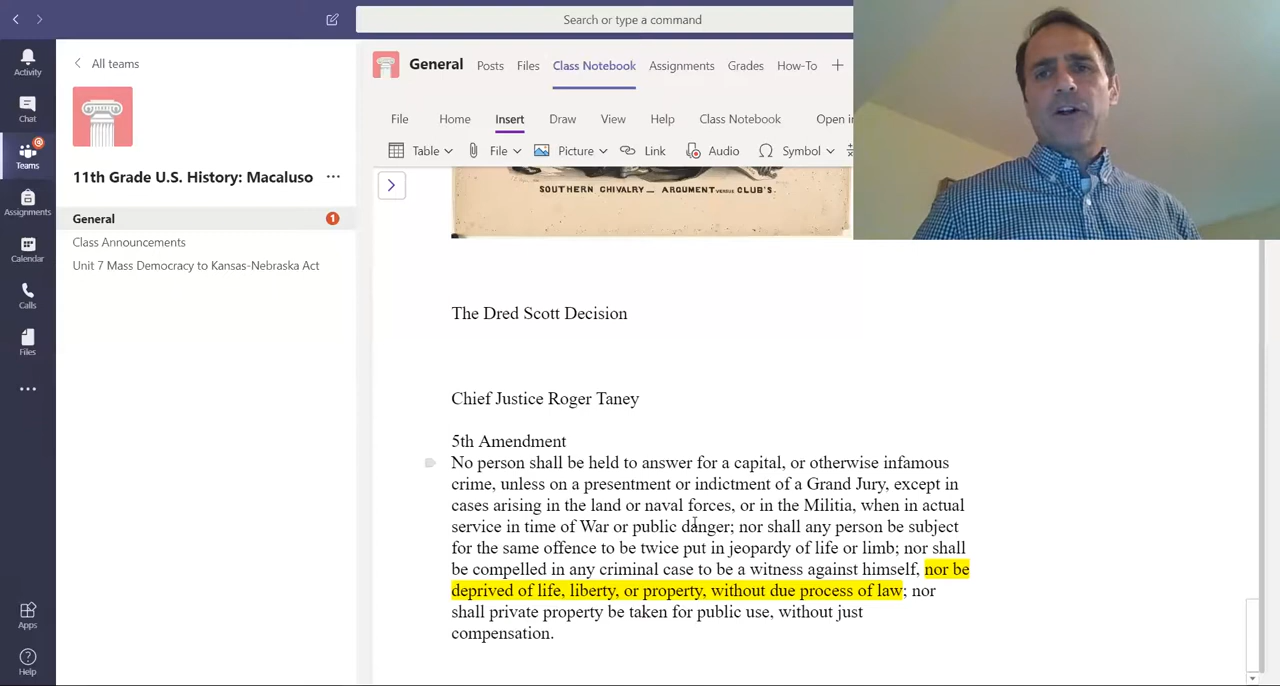 Search or type a command
Activity
Chat
Teams
Assignments
Calendar
Calls
Files
Apps
Help
All teams
11th Grade U.S. History: Macaluso
General
1
Class Announcements
Unit 7 Mass Democracy to Kansas-Nebraska Act
General Posts Files Class Notebook Assignments Grades How-To
File Home Insert Draw View Help Class Notebook Open in
Table File Picture Link Audio Symbol
SOUTHERN CHIVALRY — ARGUMENT VERSUS CLUB'S.
The Dred Scott Decision
Chief Justice Roger Taney
5th Amendment
No person shall be held to answer for a capital, or otherwise infamous
crime, unless on a presentment or indictment of a Grand Jury, except in
cases arising in the land or naval forces, or in the Militia, when in actual
service in time of War or public danger; nor shall any person be subject
for the same offence to be twice put in jeopardy of life or limb; nor shall
be compelled in any criminal case to be a witness against himself, nor be
deprived of life, liberty, or property, without due process of law; nor
shall private property be taken for public use, without just
compensation.